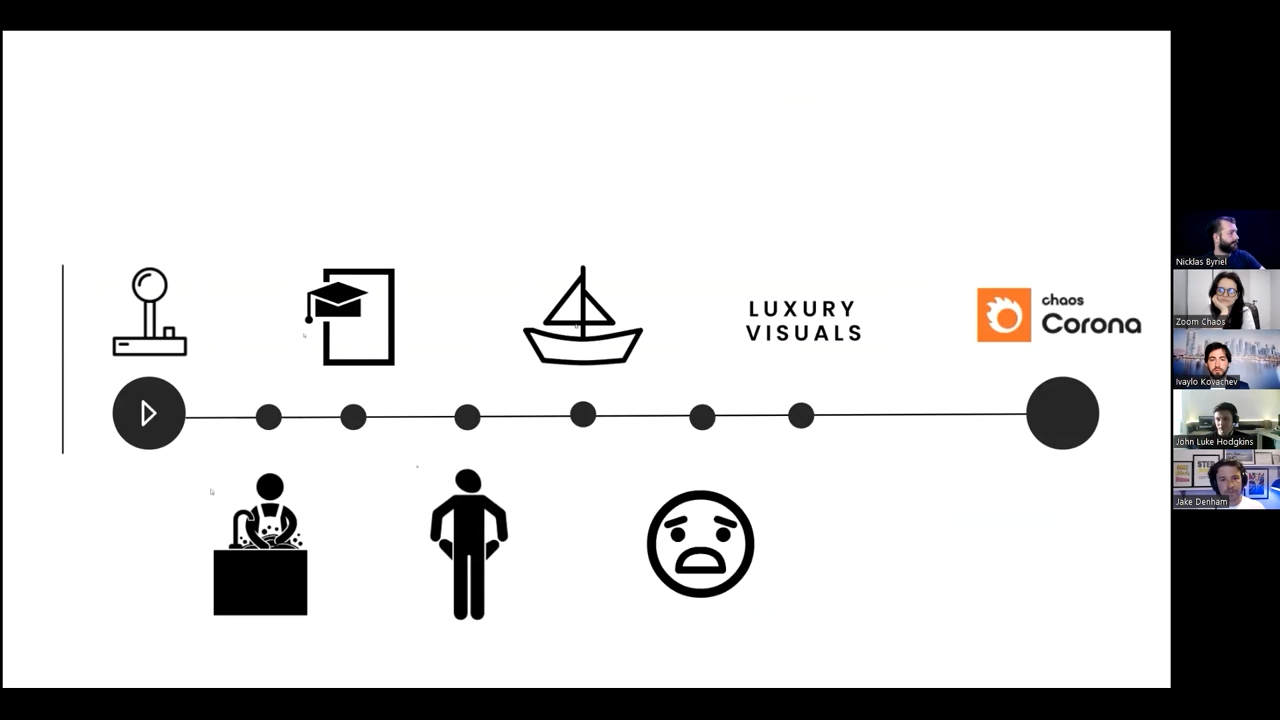 LUXURY
VISUALS
chaos
Corona
Nicklas Byriel
Zoom Chaos
Ivaylo Kovachev
John Luke Hodgkins
Jake Denham